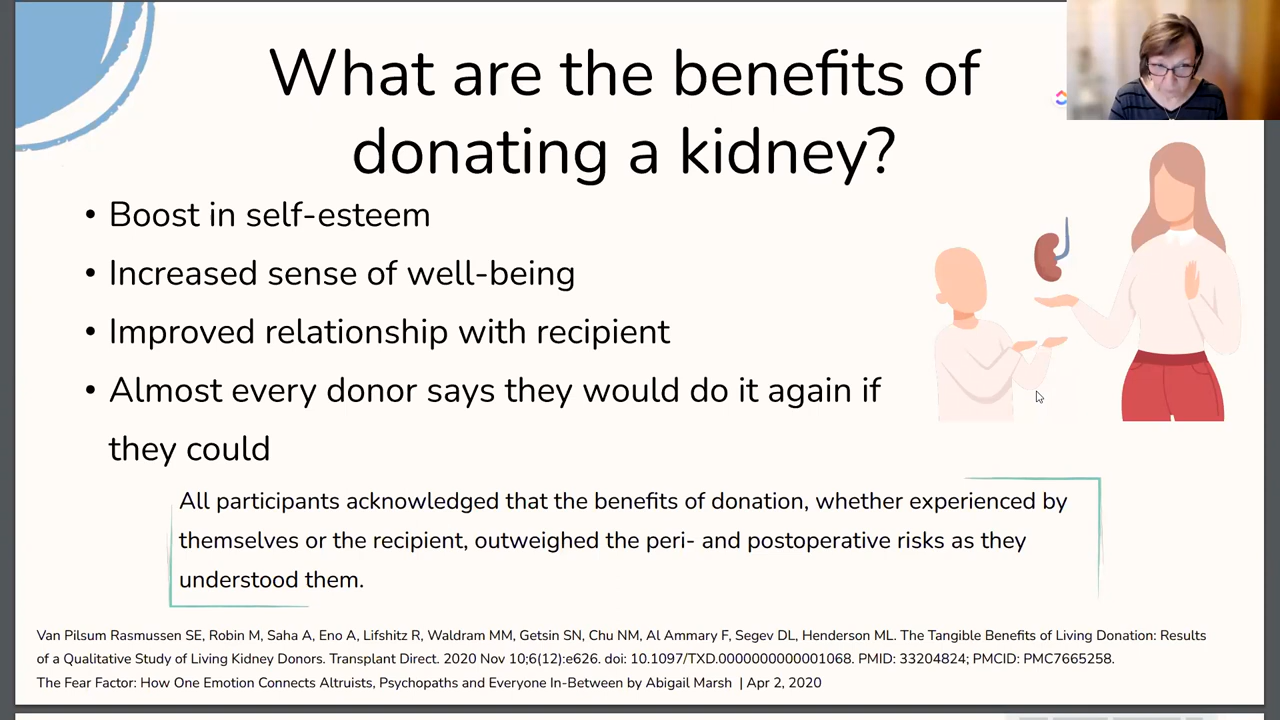 What are the benefits of
donating a kidney?
• Boost in self-esteem
• Increased sense of well-being
• Improved relationship with recipient
• Almost every donor says they would do it again if
they could
All participants acknowledged that the benefits of donation, whether experienced by
themselves or the recipient, outweighed the peri- and postoperative risks as they
understood them.
Van Pilsum Rasmussen SE, Robin M, Saha A, Eno A, Lifshitz R, Waldram MM, Getsin SN, Chu NM, Al Ammary F, Segev DL, Henderson ML. The Tangible Benefits of Living Donation: Results
of a Qualitative Study of Living Kidney Donors. Transplant Direct. 2020 Nov 10;6(12):e626. doi: 10.1097/TXD.0000000000001068. PMID: 33204824; PMCID: PMC7665258.
The Fear Factor: How One Emotion Connects Altruists, Psychopaths and Everyone In-Between by Abigail Marsh | Apr 2, 2020